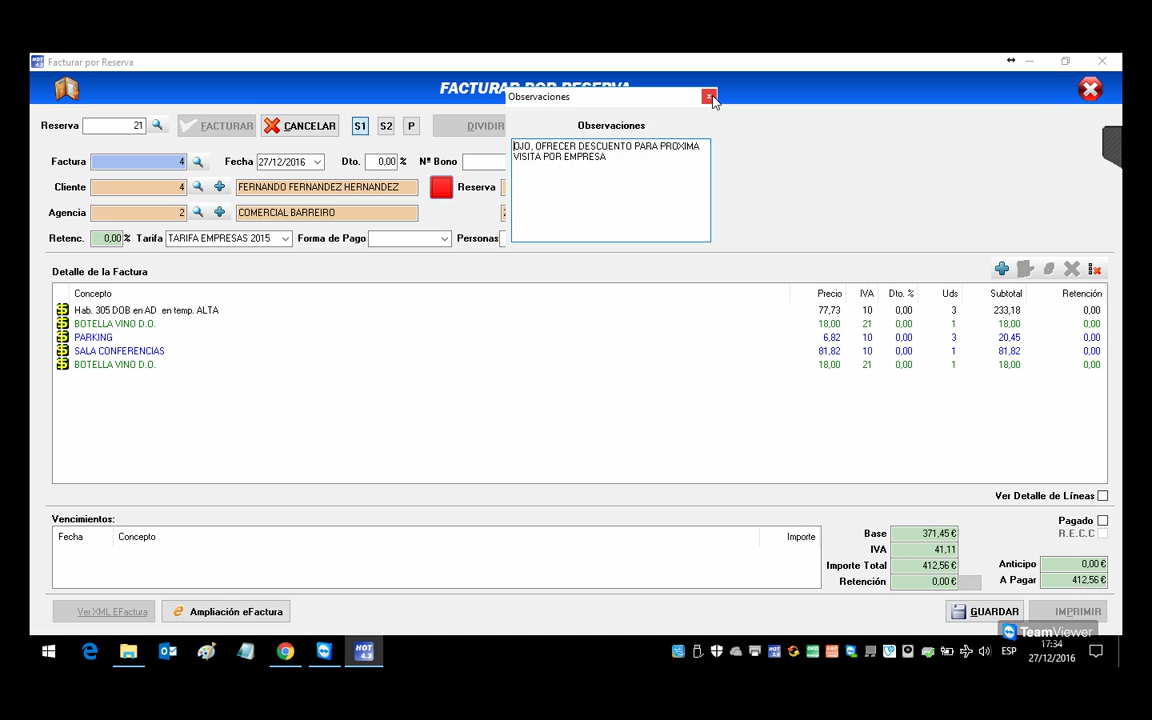 HOT 4.3 Facturar por Reserva
FACTURAR POR RESERVA
Observaciones
Reserva 21 FACTURAR CANCELAR S1 S2 P DIVIDIR
Observaciones
OJO, OFRECER DESCUENTO PARA PROXIMA
VISITA POR EMPRESA
Factura 4 Fecha 27/12/2016 Dto. 0,00 % Nº Bono
Cliente 4 FERNANDO FERNANDEZ HERNANDEZ Reserva
Agencia 2 COMERCIAL BARREIRO
Retenc. 0,00 % Tarifa TARIFA EMPRESAS 2015 Forma de Pago Personas
Detalle de la Factura
Concepto Precio IVA Dto. % Uds Subtotal Retención
Hab. 305 DOB en AD en temp. ALTA 77,73 10 0,00 3 233,18 0,00
BOTELLA VINO D.O. 18,00 21 0,00 1 18,00 0,00
PARKING 6,82 10 0,00 3 20,45 0,00
SALA CONFERENCIAS 81,82 10 0,00 1 81,82 0,00
BOTELLA VINO D.O. 18,00 21 0,00 1 18,00 0,00
Ver Detalle de Líneas
Vencimientos:
Fecha Concepto Importe
Pagado
R.E.C.C
Base 371,45 €
IVA 41,11
Importe Total 412,56 €
Retención 0,00 €
Anticipo 0,00 €
A Pagar 412,56 €
Ver XML EFactura Ampliación eFactura GUARDAR IMPRIMIR
TeamViewer
HOT 4.3
ESP
17:34
27/12/2016